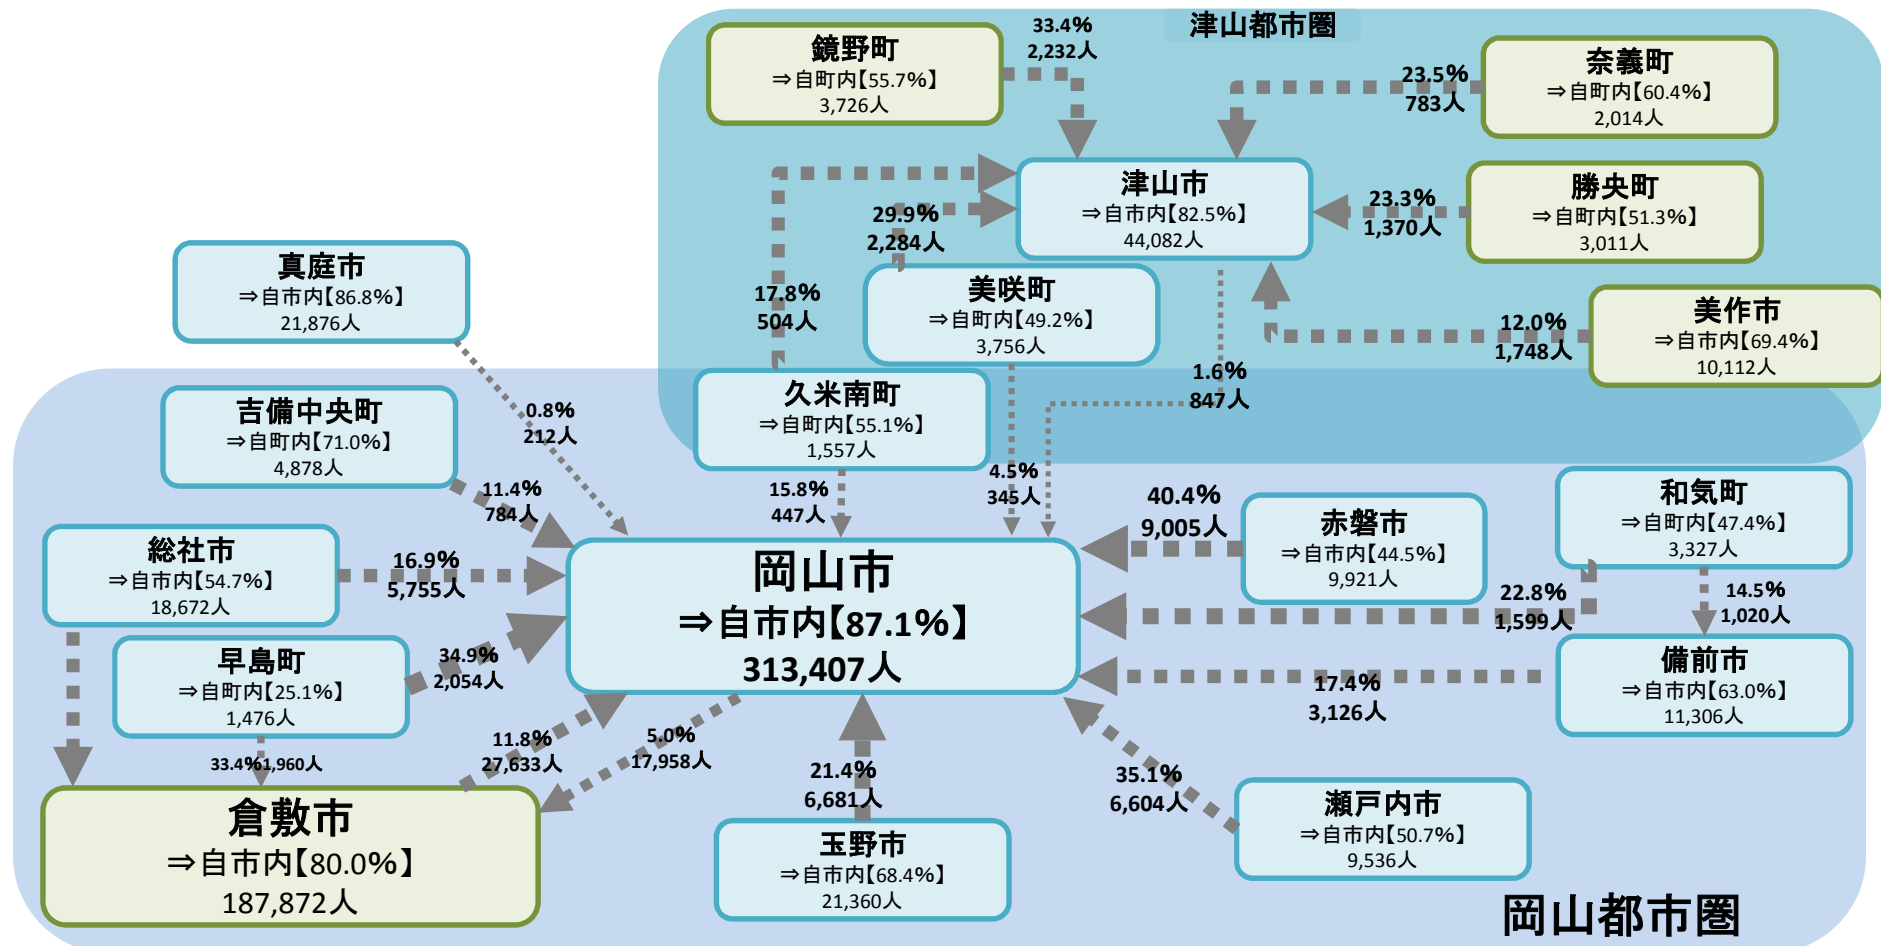 津山都市圏
鏡野町
⇒自町内【55.7%】
3,726人
33.4%
2,232人
奈義町
⇒自町内【60.4%】
2,014人
23.5%
783人
津山市
⇒自市内【82.5%】
44,082人
勝央町
⇒自町内【51.3%】
3,011人
23.3%
1,370人
29.9%
2,284人
真庭市
⇒自市内【86.8%】
21,876人
美咲町
⇒自町内【49.2%】
3,756人
17.8%
504人
美作市
⇒自市内【69.4%】
10,112人
12.0%
1,748人
1.6%
847人
吉備中央町
⇒自町内【71.0%】
4,878人
0.8%
212人
久米南町
⇒自町内【55.1%】
1,557人
11.4%
784人
15.8%
447人
4.5%
345人
40.4%
9,005人
赤磐市
⇒自市内【44.5%】
9,921人
和気町
⇒自町内【47.4%】
3,327人
総社市
⇒自市内【54.7%】
18,672人
16.9%
5,755人
岡山市
⇒自市内【87.1%】
313,407人
22.8%
1,599人
14.5%
1,020人
早島町
⇒自町内【25.1%】
1,476人
34.9%
2,054人
備前市
⇒自市内【63.0%】
11,306人
17.4%
3,126人
33.4%1,960人
11.8%
27,633人
5.0%
17,958人
21.4%
6,681人
35.1%
6,604人
倉敷市
⇒自市内【80.0%】
187,872人
玉野市
⇒自市内【68.4%】
21,360人
瀬戸内市
⇒自市内【50.7%】
9,536人
岡山都市圏